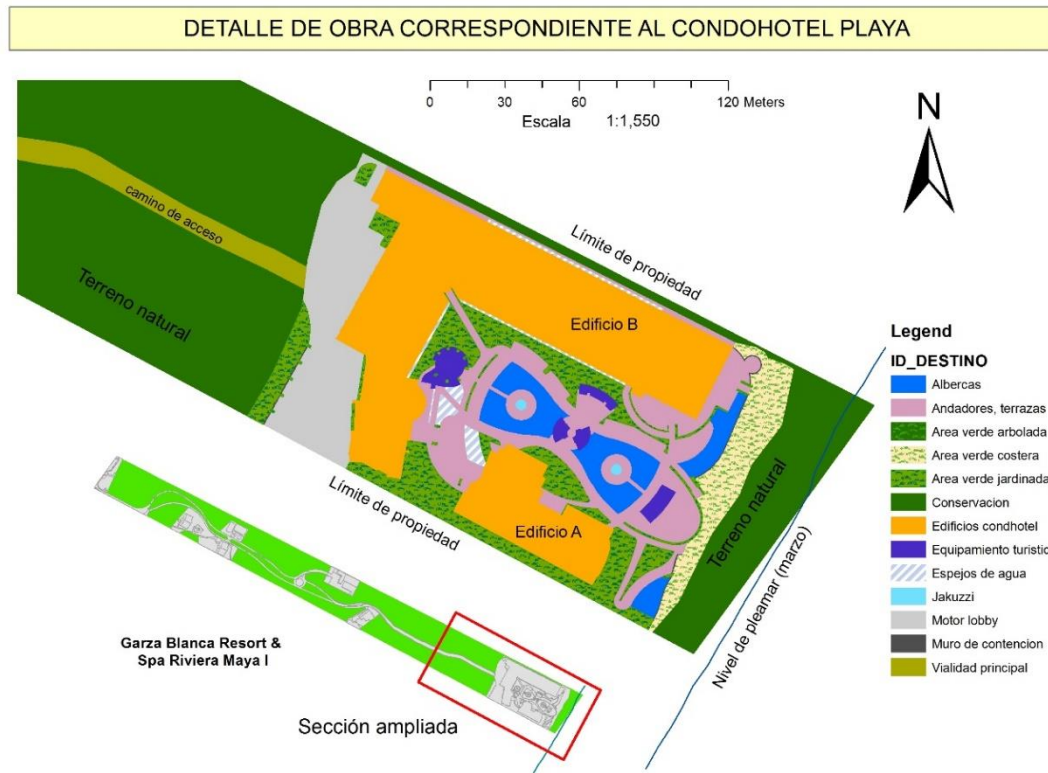 DETALLE DE OBRA CORRESPONDIENTE AL CONDOHOTEL PLAYA
0 30 60 120 Meters
Escala 1:1,550
N
camino de acceso
Terreno natural
Límite de propiedad
Edificio B
Edificio A
Límite de propiedad
Terreno natural
Nivel de pleamar (marzo)
Legend
ID_DESTINO
Albercas
Andadores, terrazas
Area verde arbolada
Area verde costera
Area verde jardinada
Conservacion
Edificios condhotel
Equipamiento turistic
Espejos de agua
Jakuzzi
Motor lobby
Muro de contencion
Vialidad principal
Garza Blanca Resort &
Spa Riviera Maya I
Sección ampliada